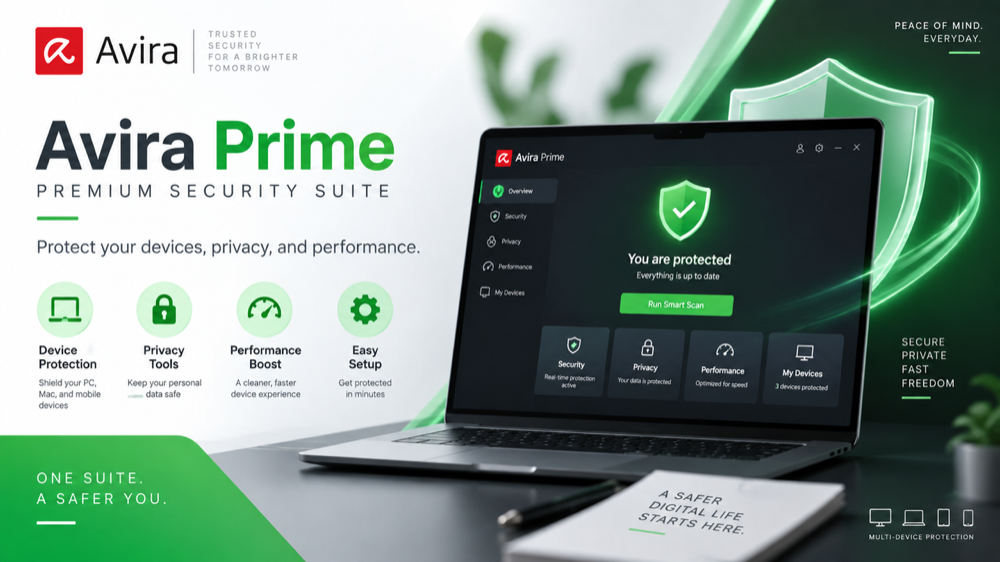 Avira
TRUSTED
SECURITY
FOR A BRIGHTER
TOMORROW
PEACE OF MIND.
EVERYDAY.
Avira Prime
PREMIUM SECURITY SUITE
Protect your devices, privacy, and performance.
Device
Protection
Shield your PC,
Mac, and mobile
devices
Privacy
Tools
Keep your personal
data safe
Performance
Boost
A cleaner, faster
device experience
Easy
Setup
Get protected
in minutes
ONE SUITE.
A SAFER YOU.
Avira Prime
Overview
Security
Privacy
Performance
My Devices
You are protected
Everything is up to date
Run Smart Scan
Security
Real-time protection
active
Privacy
Your data is protected
Performance
Optimized for speed
My Devices
3 devices protected
SECURE
PRIVATE
FAST
FREEDOM
A SAFER
DIGITAL LIFE
STARTS HERE.
MULTI-DEVICE PROTECTION